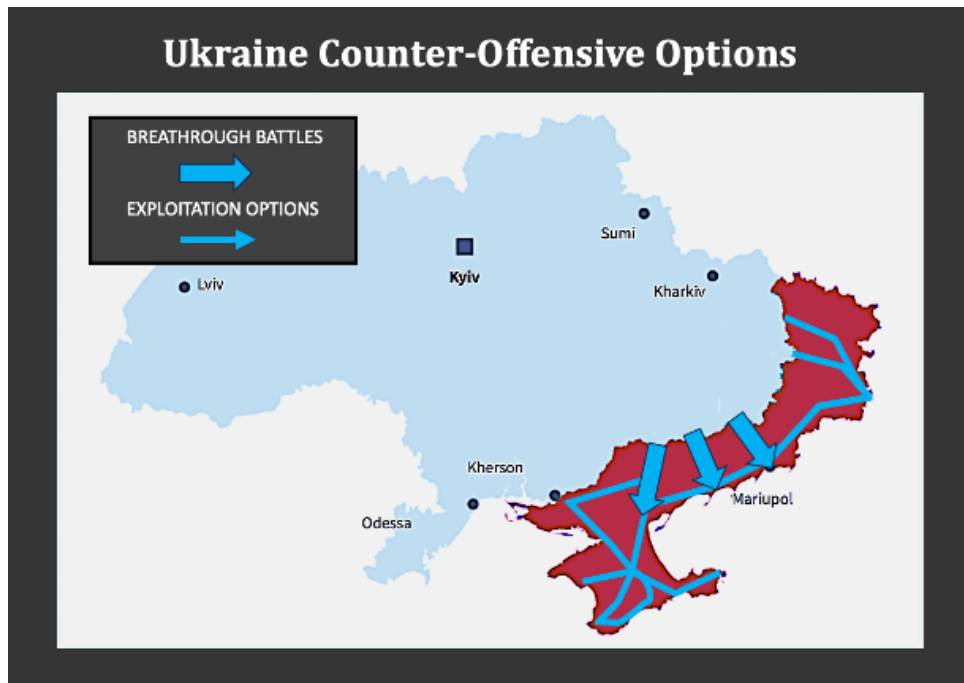 Ukraine Counter-Offensive Options
BREATHROUGH BATTLES
EXPLOITATION OPTIONS
Sumi
Kyiv
Lviv
Kharkiv
Kherson
Mariupol
Odessa